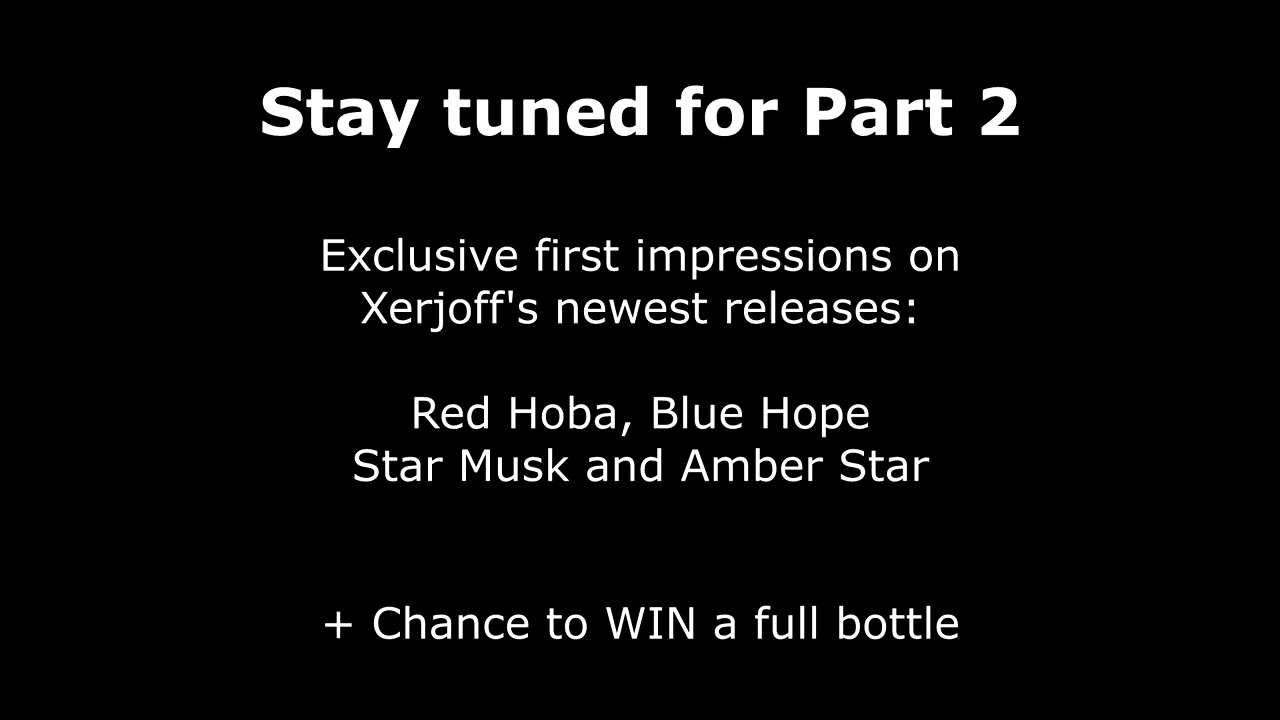 Stay tuned for Part 2
Exclusive first impressions on
Xerjoff's newest releases:
Red Hoba, Blue Hope
Star Musk and Amber Star
+ Chance to WIN a full bottle